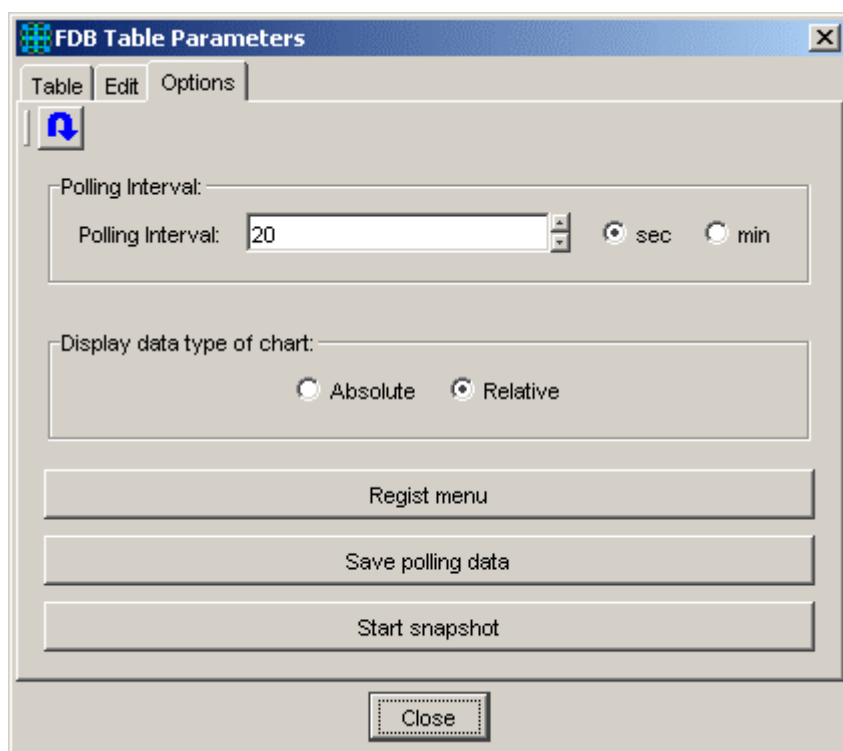 FDB Table Parameters
Table Edit Options
Polling Interval:
Polling Interval: 20 sec min
Display data type of chart:
Absolute Relative
Regist menu
Save polling data
Start snapshot
Close